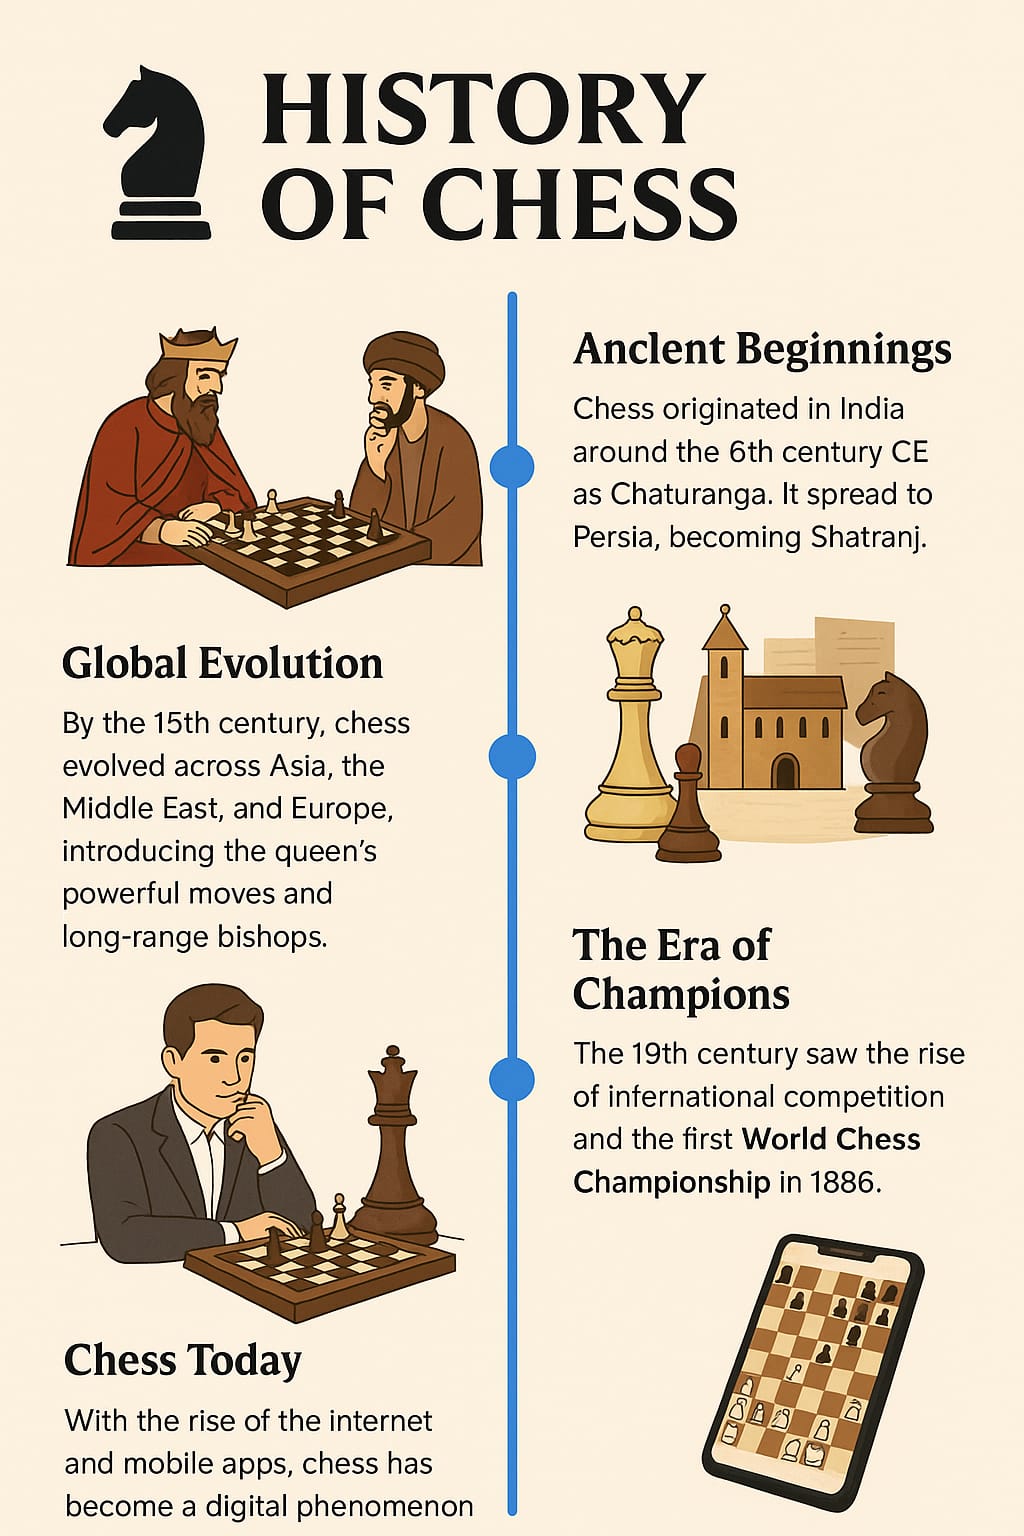 HISTORY
OF CHESS
Anclent Beginnings
Chess originated in India
around the 6th century CE
as Chaturanga. It spread to
Persia, becoming Shatranj.
Global Evolution
By the 15th century, chess
evolved across Asia, the
Middle East, and Europe,
introducing the queen's
powerful moves and
long-range bishops.
The Era of
Champions
The 19th century saw the rise
of infernational competition
and the first World Chess
Championship in 1886.
Chess Today
With the rise of the internet
and mobile apps, chess has
become a digital phenomenon